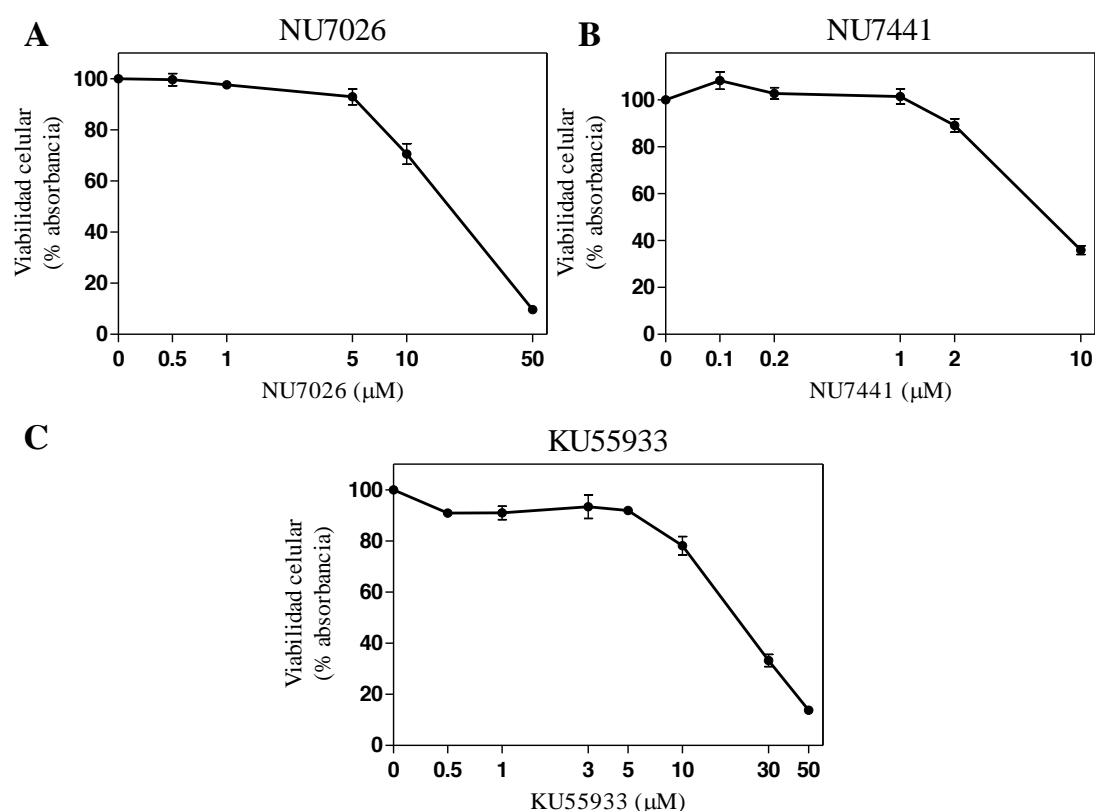 A
NU7026
Viabilidad celular
(% absorbancia)
100
80
60
40
20
0
0 0.5 1 5 10 50
NU7026 (μM)
B
NU7441
Viabilidad celular
(% absorbancia)
100
80
60
40
20
0
0 0.1 0.2 1 2 10
NU7441 (μM)
C
KU55933
Viabilidad celular
(% absorbancia)
100
80
60
40
20
0
0 0.5 1 3 5 10 30 50
KU55933 (μM)